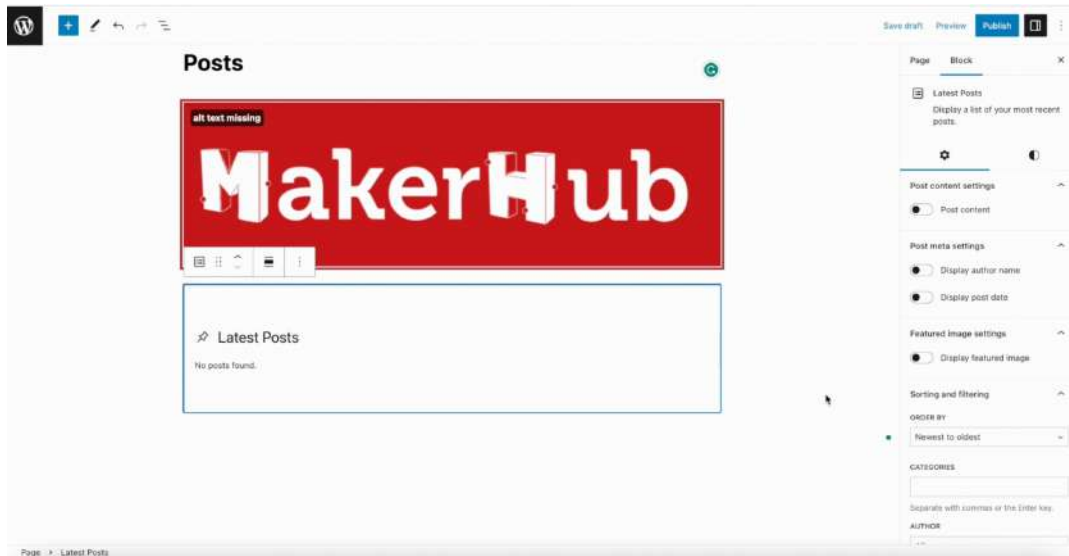 Save draft Preview Publish
Posts
alt text missing
MakerHub
Latest Posts
No posts found.
Page Block
Latest Posts
Display a list of your most recent
posts.
Post content settings
Post content
Post meta settings
Display author name
Display post date
Featured image settings
Display featured image
Sorting and filtering
ORDER BY
Newest to oldest
CATEGORIES
Separate with commas or the Enter key.
AUTHOR
Page > Latest Posts